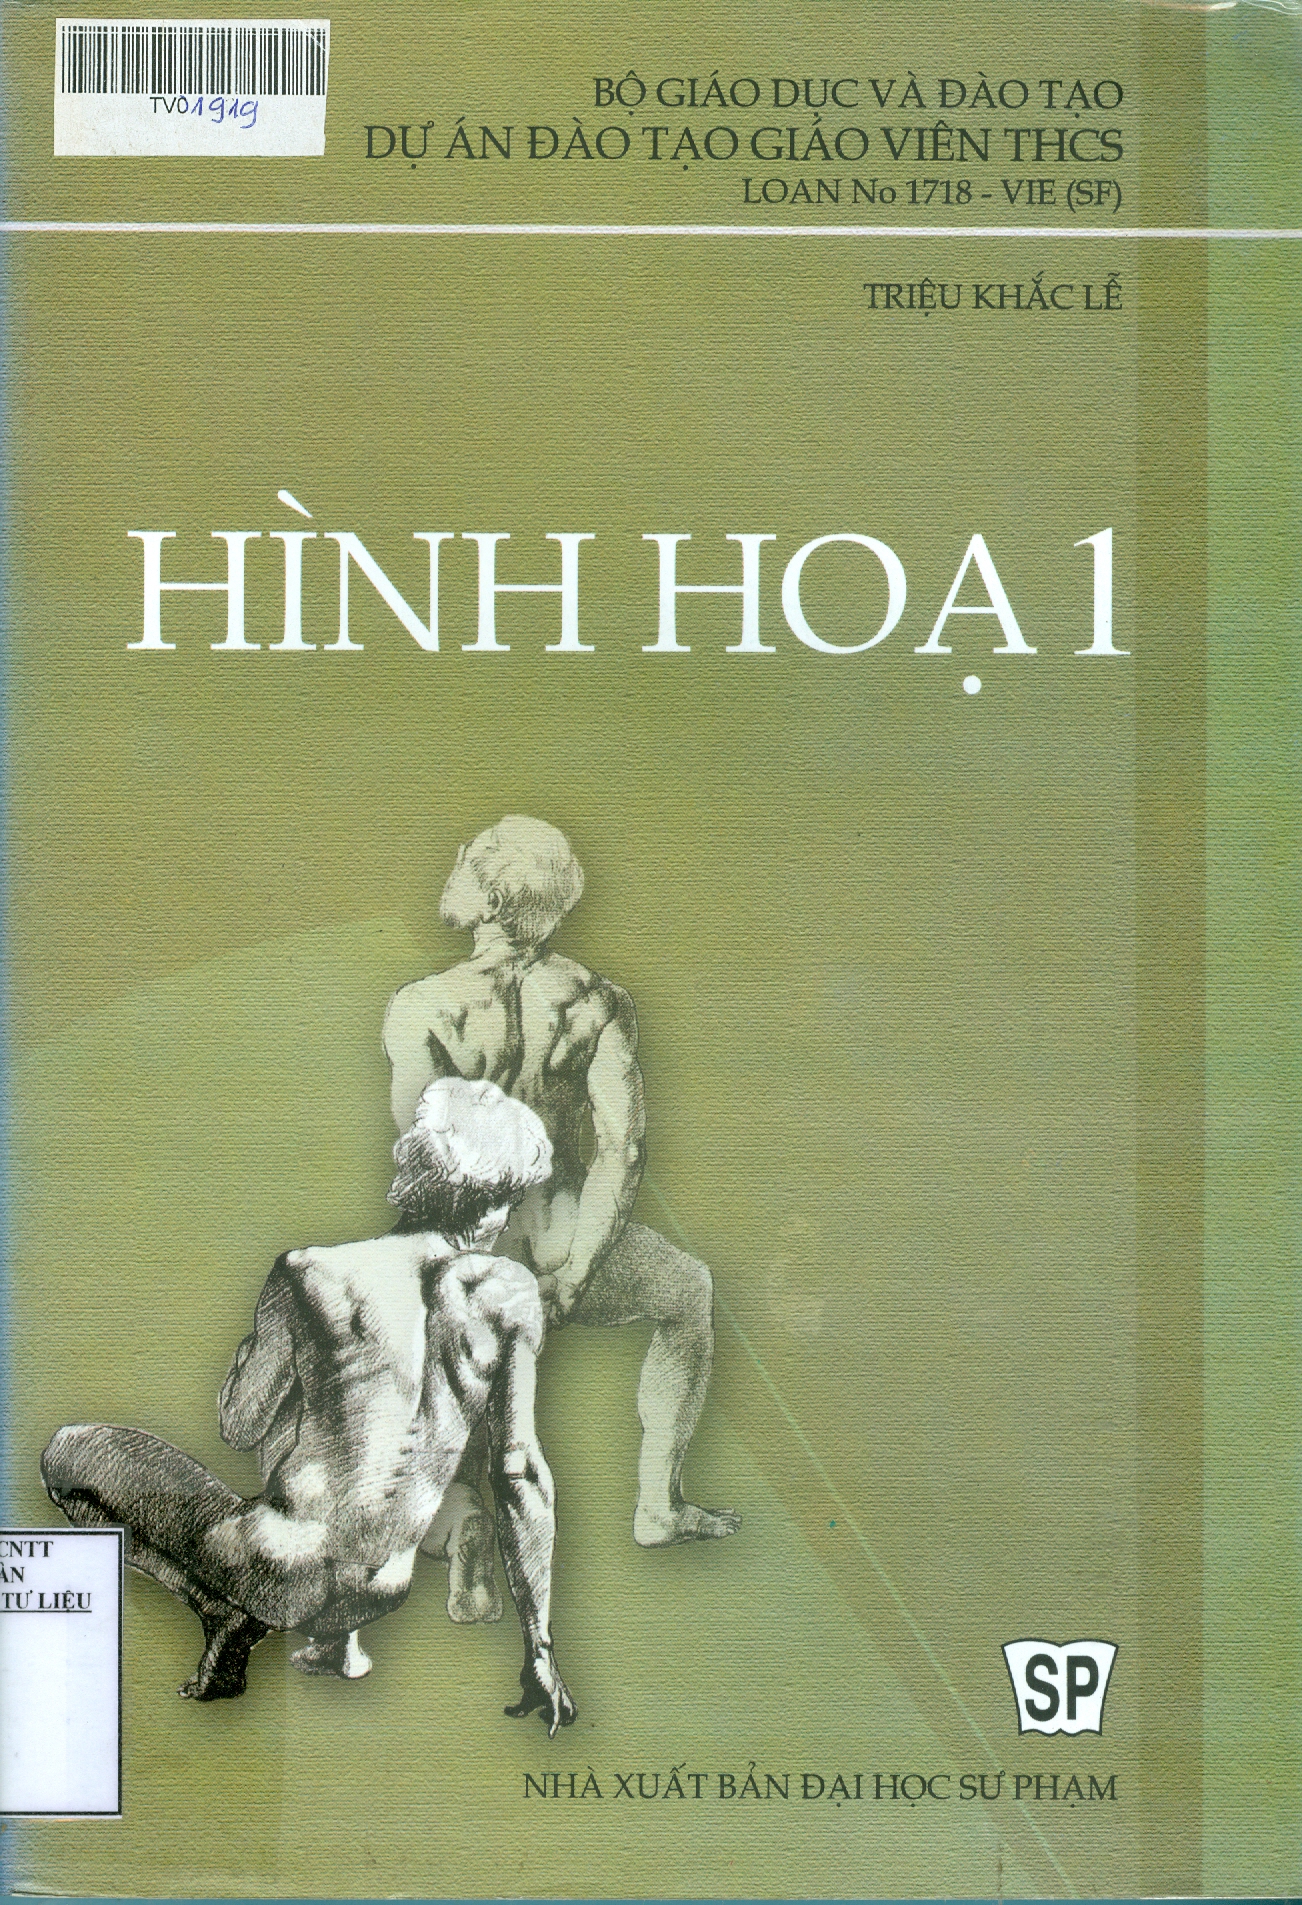 TV01919
BỘ GIÁO DỤC VÀ ĐÀO TẠO
DỰ ÁN ĐÀO TẠO GIÁO VIÊN THCS
LOAN No 1718 - VIE (SF)
TRIỆU KHẮC LỄ
HÌNH HOẠ 1
CNTT
ÀN
TƯ LIỆU
SP
NHÀ XUẤT BẢN ĐẠI HỌC SƯ PHẠM